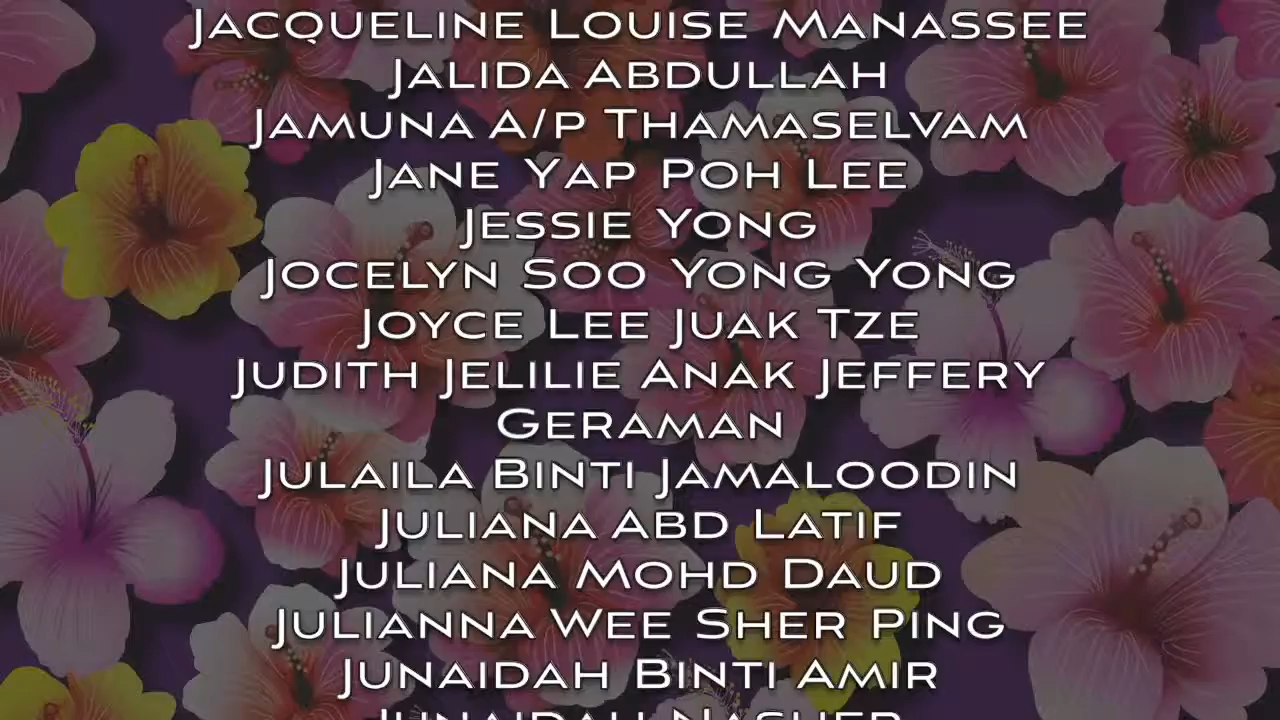 Jacqueline Louise Manassee
Jalida Abdullah
Jamuna A/P Thamaselvam
Jane Yap Poh Lee
Jessie Yong
Jocelyn Soo Yong Yong
Joyce Lee Juak Tze
Judith Jelilie Anak Jeffery
Geraman
Julaila Binti Jamaloodin
Juliana Abd Latif
Juliana Mohd Daud
Julianna Wee Sher Ping
Junaidah Binti Amir
Junaidah Nasher